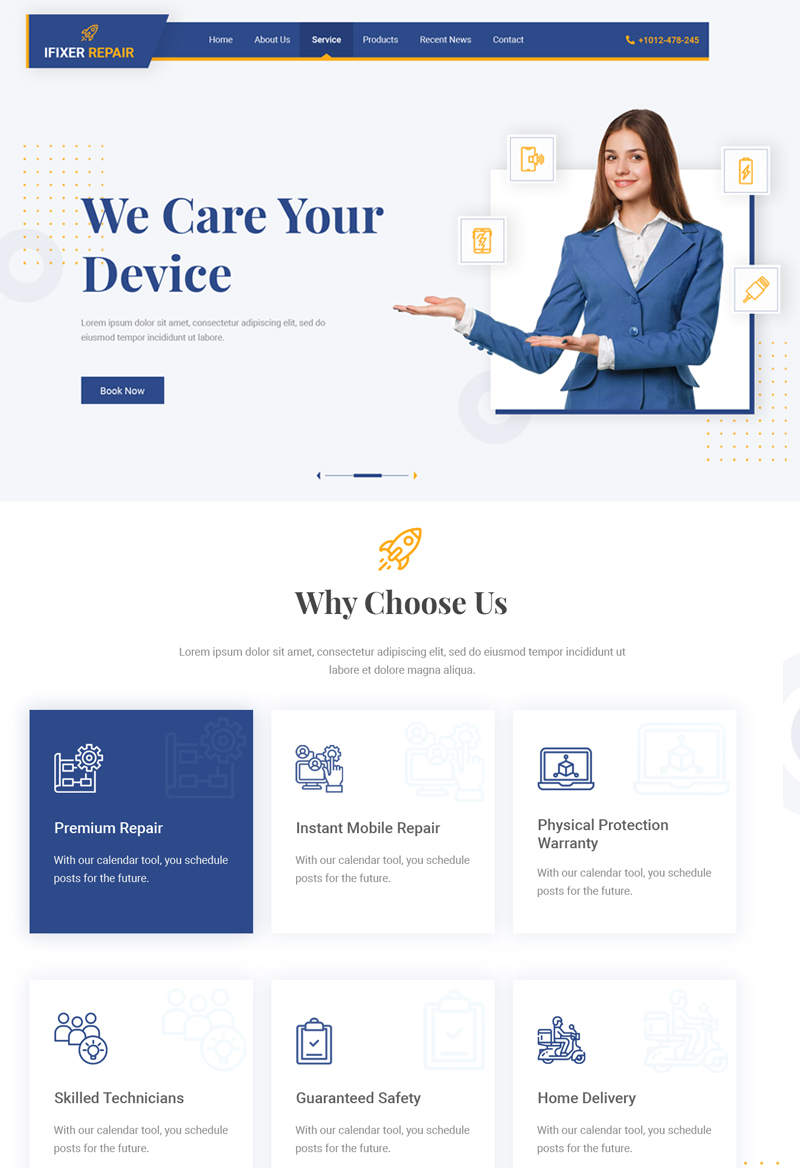 IFIXER REPAIR
Home About Us Service Products Recent News Contact +1012-478-245
We Care Your
Device
Lorem ipsum dolor sit amet, consectetur adipiscing elit, sed do
eiusmod tempor incididunt ut labore.
Book Now
Why Choose Us
Lorem ipsum dolor sit amet, consectetur adipiscing elit, sed do eiusmod tempor incididunt ut
labore et dolore magna aliqua.
Premium Repair
With our calendar tool, you schedule
posts for the future.
Instant Mobile Repair
With our calendar tool, you schedule
posts for the future.
Physical Protection
Warranty
With our calendar tool, you schedule
posts for the future.
Skilled Technicians
With our calendar tool, you schedule
posts for the future.
Guaranteed Safety
With our calendar tool, you schedule
posts for the future.
Home Delivery
With our calendar tool, you schedule
posts for the future.